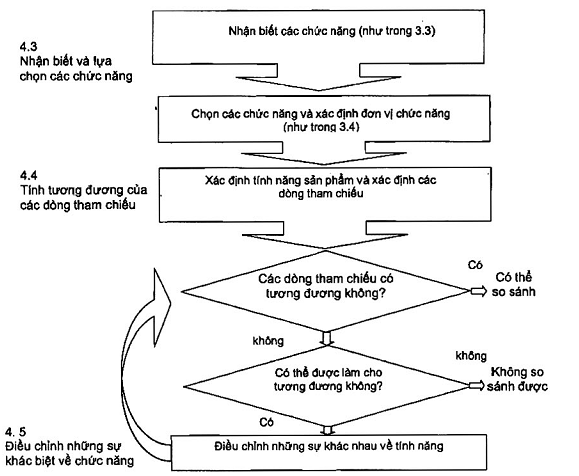 4.3
Nhận biết và lựa
chọn các chức năng
Nhận biết các chức năng (như trong 3.3)
Chọn các chức năng và xác định đơn vị chức năng
(như trong 3.4)
4.4
Tính tương đương của
các dòng tham chiếu
Xác định tính năng sản phẩm và xác định các
dòng tham chiếu
Các dòng tham chiếu có
tương đương không?
Có
Có thể
so sánh
không
Có thể được làm cho
tương đương không?
không
Không so
sánh được
Có
4. 5
Điều chỉnh những sự
khác biệt về chức năng
Điều chỉnh những sự khác nhau về tính năng